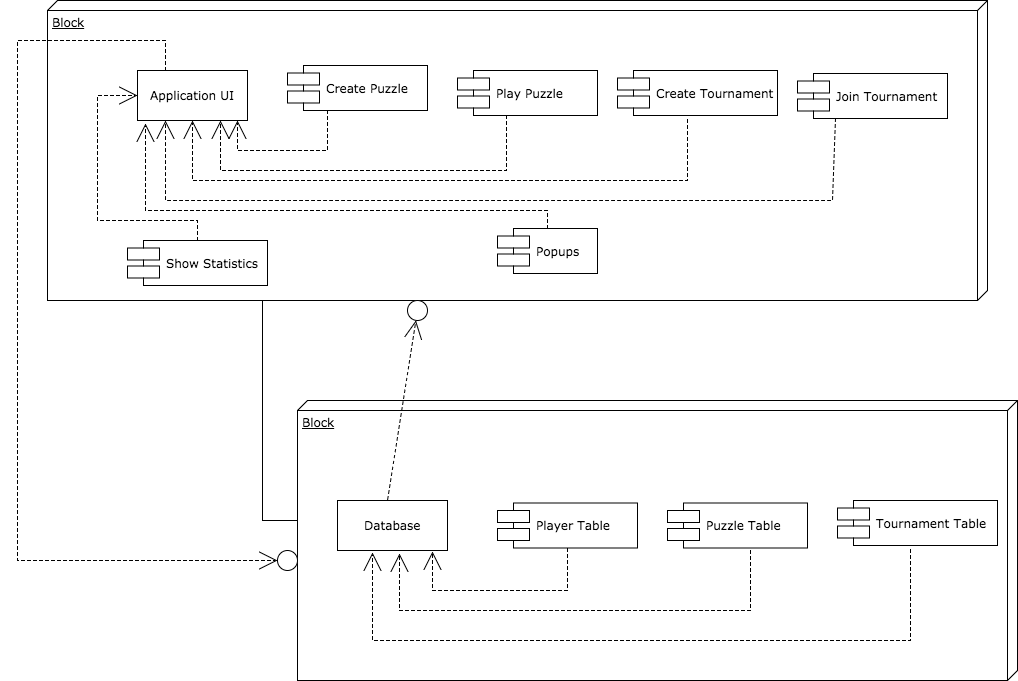 Block
Application UI
Create Puzzle
Play Puzzle
Create Tournament
Join Tournament
Show Statistics
Popups
Block
Database
Player Table
Puzzle Table
Tournament Table